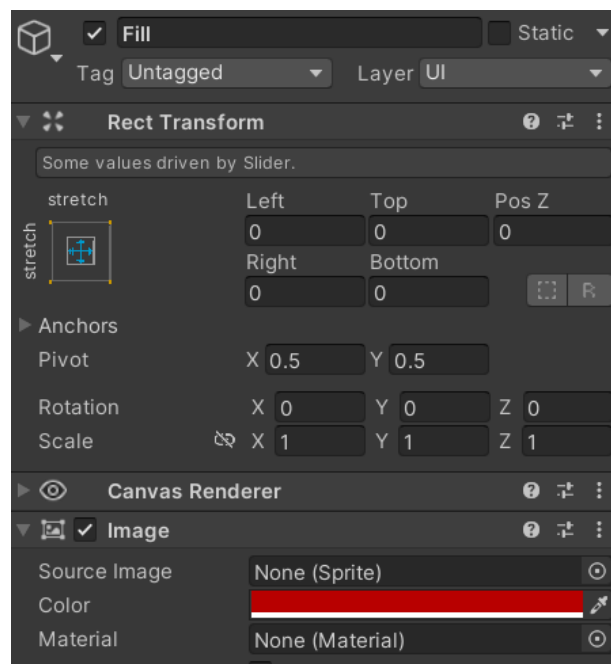 Fill Static
Tag Untagged Layer UI
Rect Transform
Some values driven by Slider.
stretch Left Top Pos Z
stretch 0 0 0
Right Bottom
0 0 R
Anchors
Pivot X 0.5 Y 0.5
Rotation X 0 Y 0 Z 0
Scale X 1 Y 1 Z 1
Canvas Renderer
Image
Source Image None (Sprite)
Color
Material None (Material)